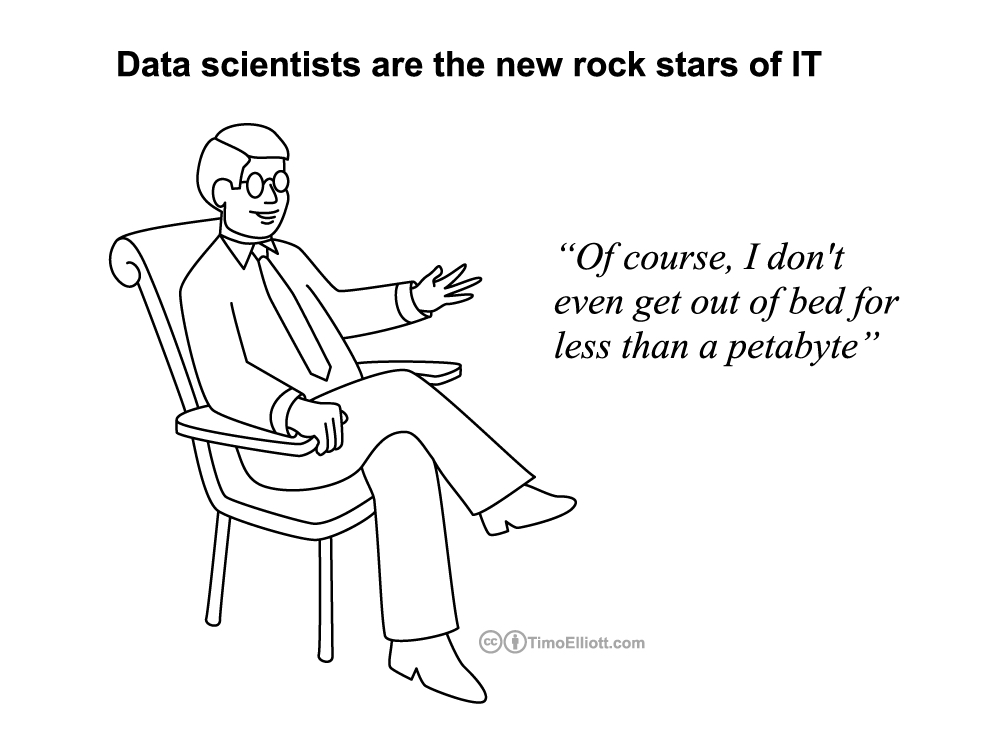 Data scientists are the new rock stars of IT
“Of course, I don't
even get out of bed for
less than a petabyte”
cc TimoElliott.com